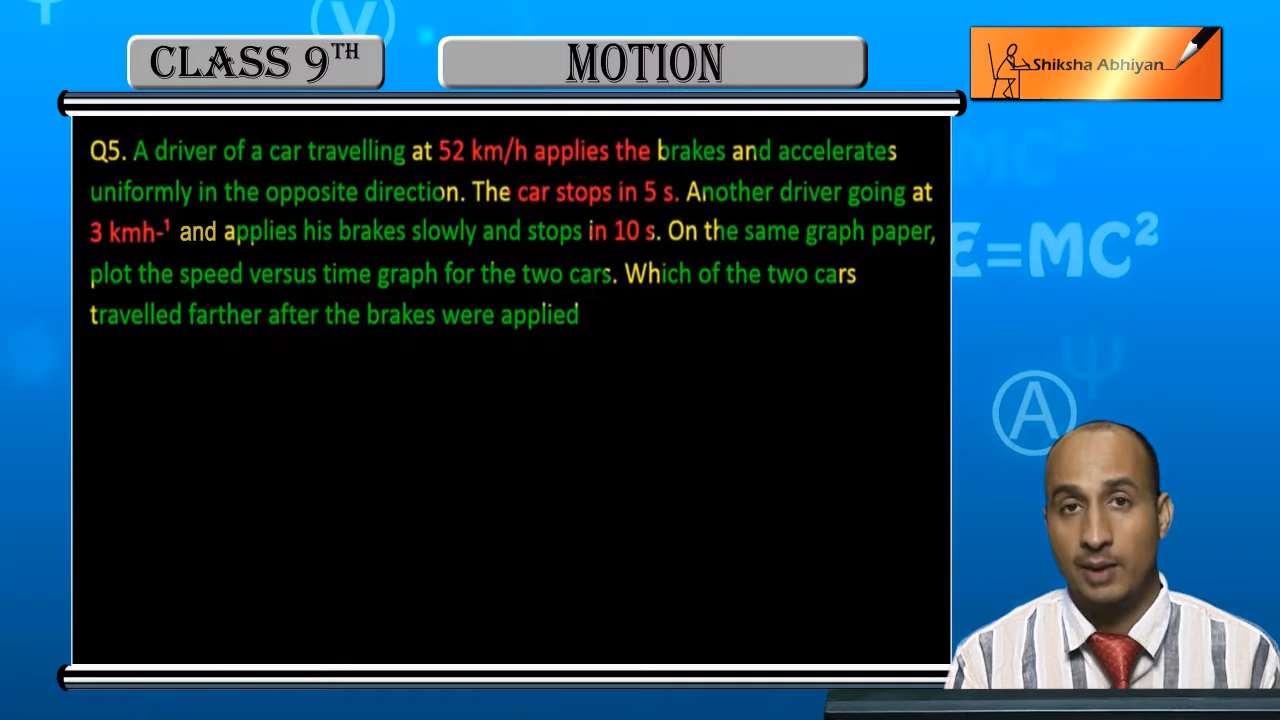 CLASS 9TH
MOTION
Shiksha Abhiyan
Q5. A driver of a car travelling at 52 km/h applies the brakes and accelerates
uniformly in the opposite direction. The car stops in 5 s. Another driver going at
3 kmh-¹ and applies his brakes slowly and stops in 10 s. On the same graph paper,
plot the speed versus time graph for the two cars. Which of the two cars
travelled farther after the brakes were applied
MC²
E=MC²
A
Ψ